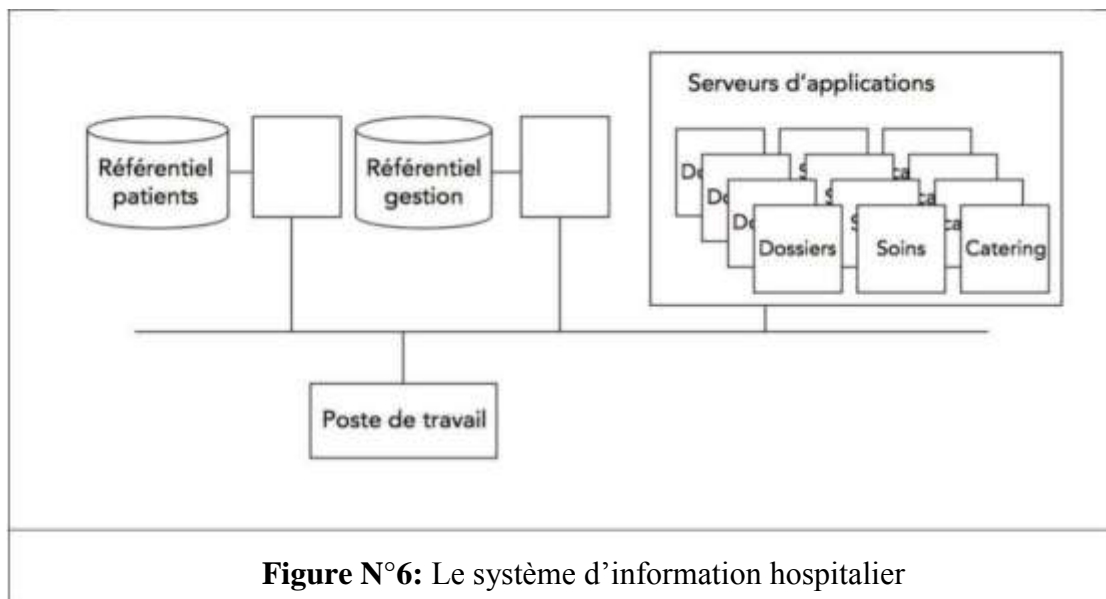 Serveurs d'applications
Référentiel
patients
Référentiel
gestion
Dossiers
Soins
Catering
Poste de travail
Figure N°6: Le système d'information hospitalier